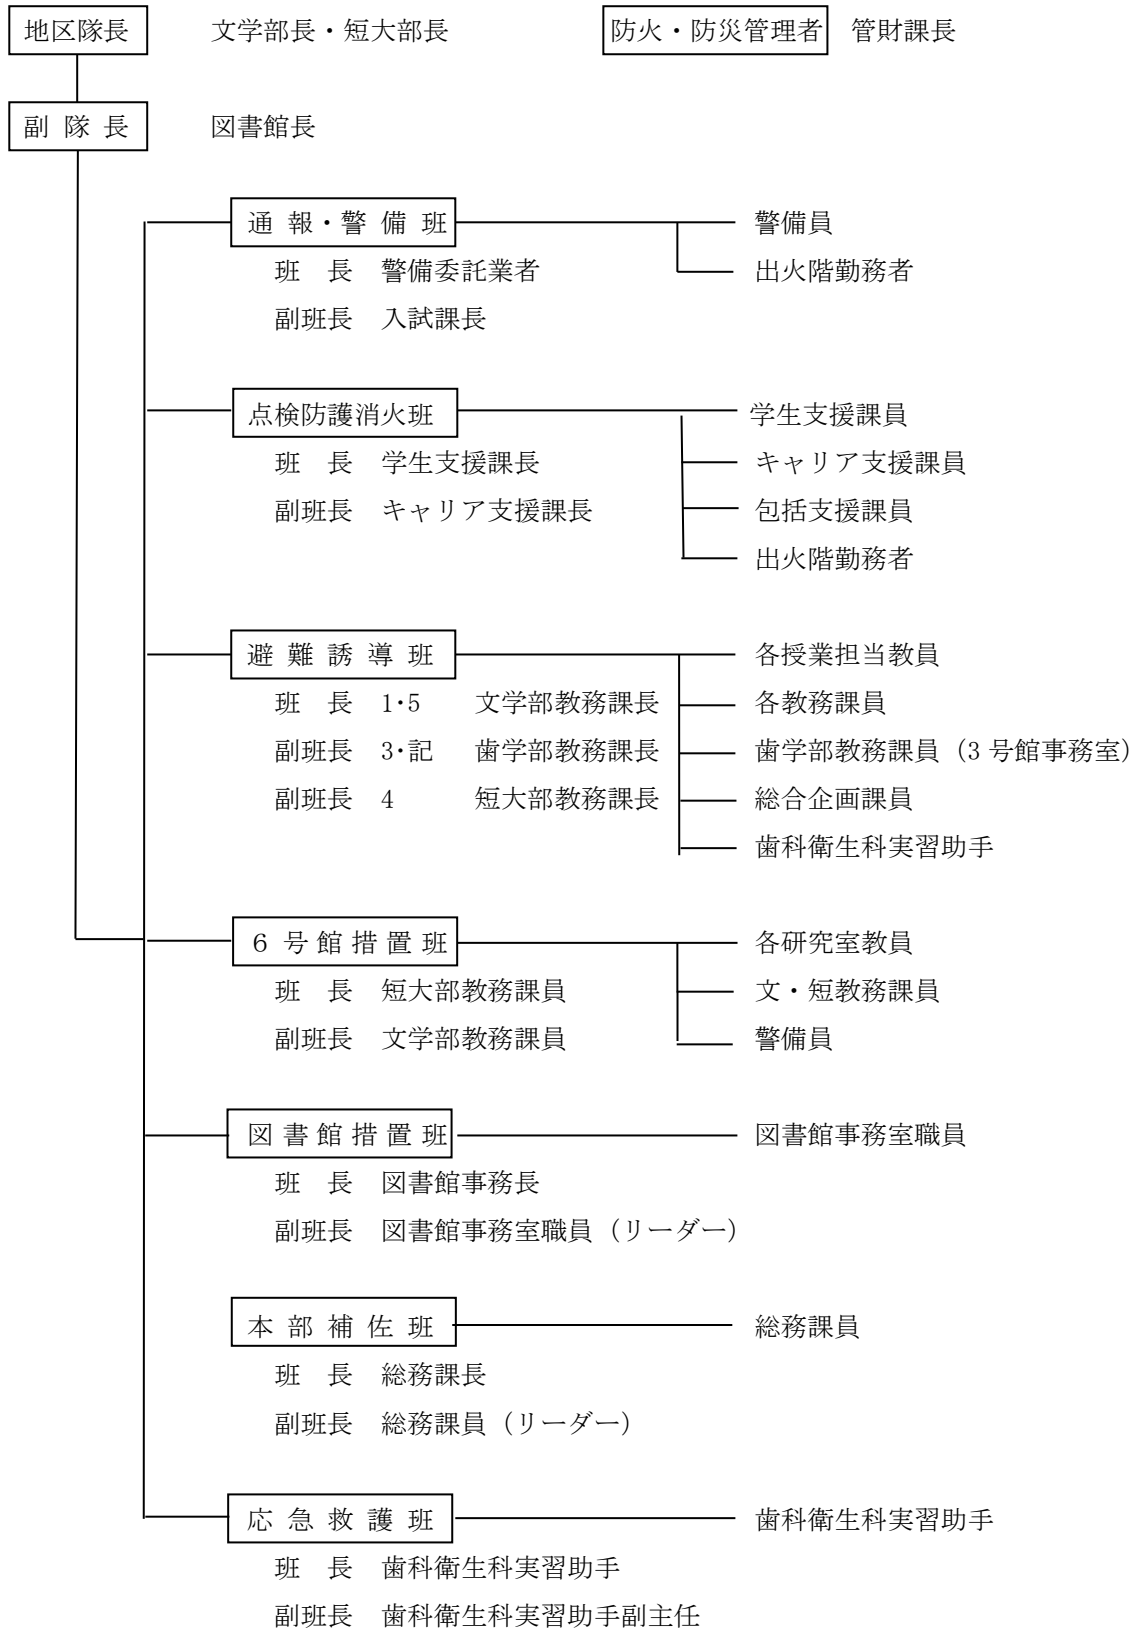 地区隊長 文学部長・短大部長 防火・防災管理者 管財課長
副 隊 長 図書館長
通 報・警 備 班 警備員
班 長 警備委託業者 出火階勤務者
副班長 入試課長
点検防護消火班 学生支援課員
班 長 学生支援課長 キャリア支援課員
副班長 キャリア支援課長 包括支援課員
出火階勤務者
避 難 誘 導 班 各授業担当教員
班 長 1・5 文学部教務課長 各教務課員
副班長 3・記 歯学部教務課長 歯学部教務課員（3 号館事務室）
副班長 4 短大部教務課長 総合企画課員
歯科衛生科実習助手
６ 号 館 措 置 班 各研究室教員
班 長 短大部教務課員 文・短教務課員
副班長 文学部教務課員 警備員
図 書 館 措 置 班 図書館事務室職員
班 長 図書館事務長
副班長 図書館事務室職員（リーダー）
本 部 補 佐 班 総務課員
班 長 総務課長
副班長 総務課員（リーダー）
応 急 救 護 班 歯科衛生科実習助手
班 長 歯科衛生科実習助手
副班長 歯科衛生科実習助手副主任